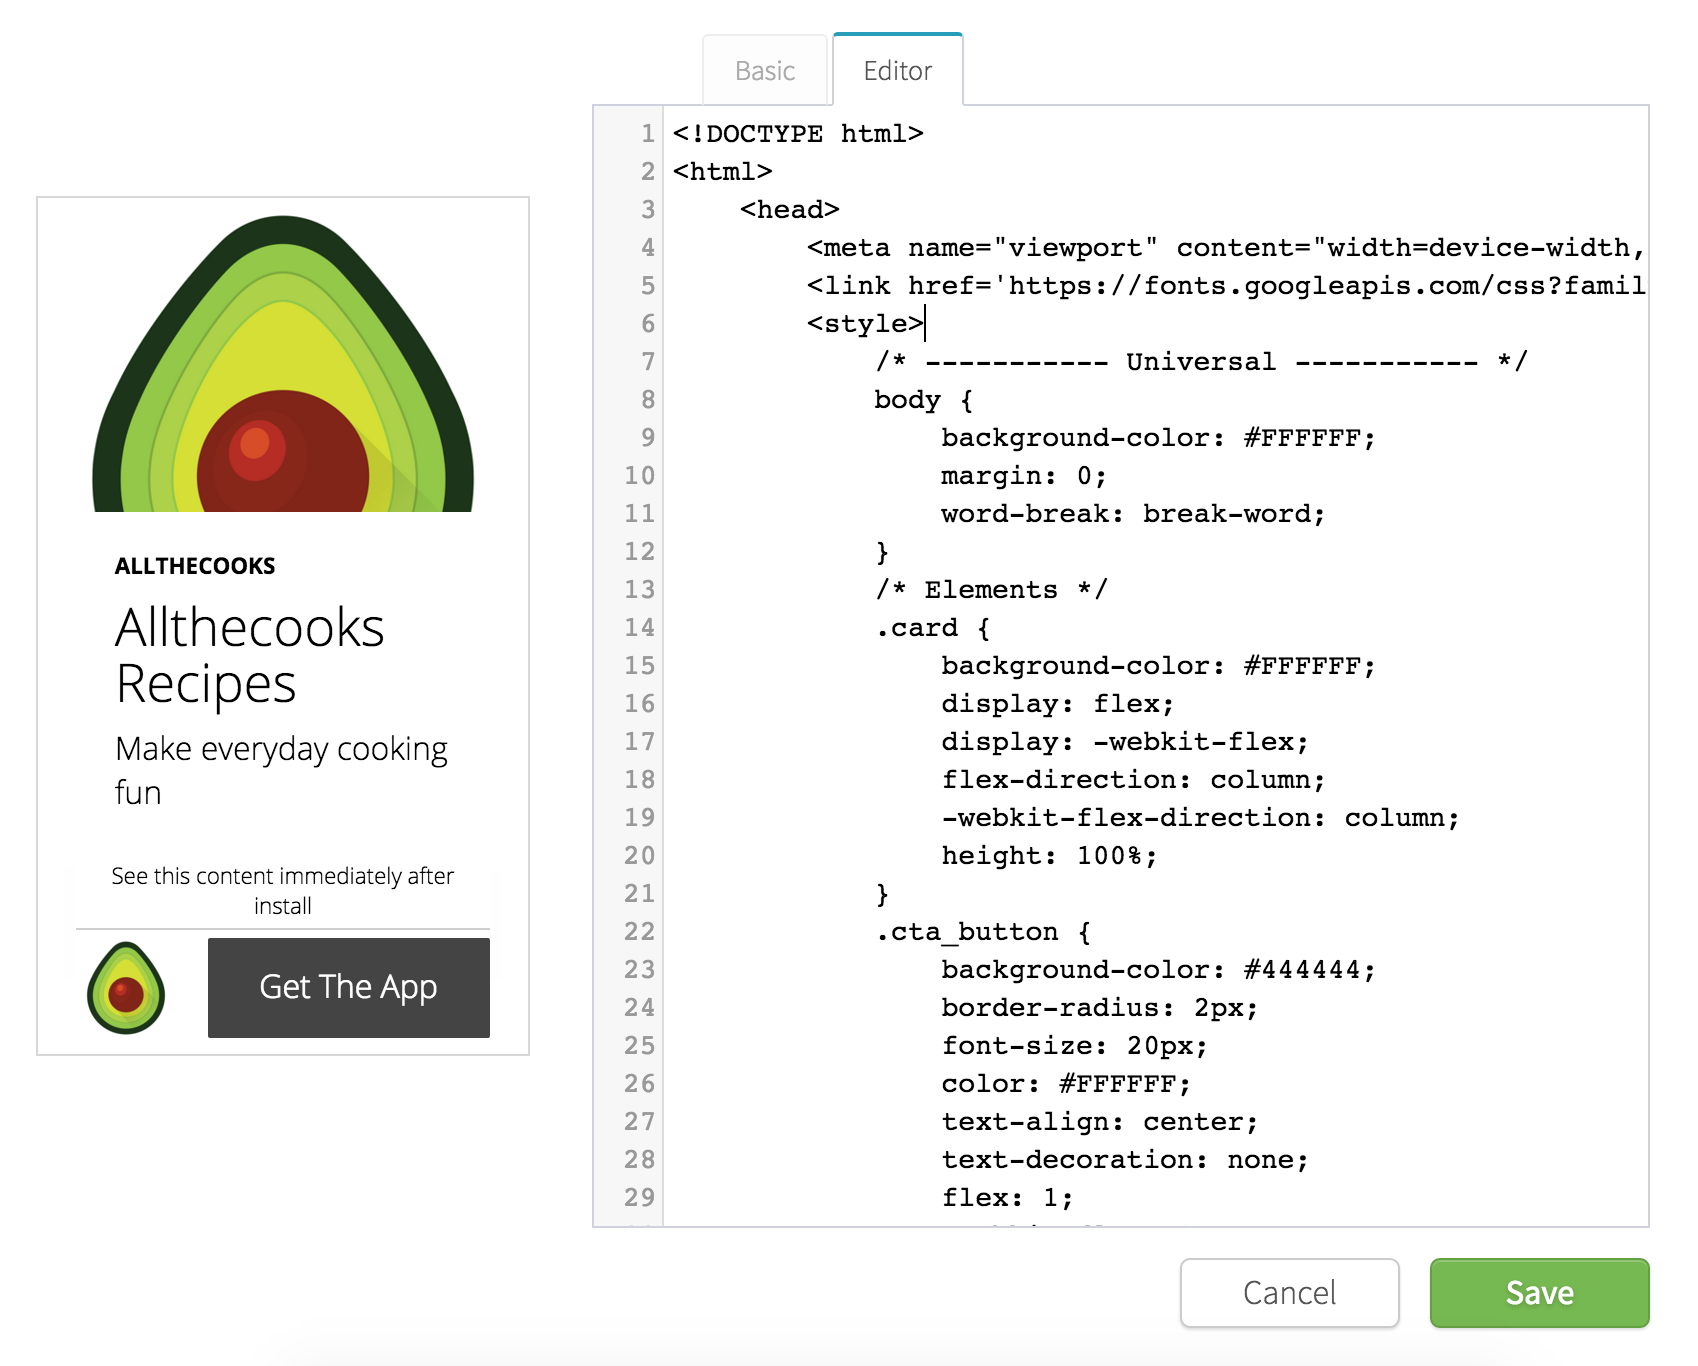 Basic
Editor
ALLTHECOOKS
Allthecooks
Recipes
Make everyday cooking
fun
See this content immediately after
install
Get The App
1 <!DOCTYPE html>
2 <html>
3 <head>
4 <meta name="viewport" content="width=device-width,
5 <link href='https://fonts.googleapis.com/css?famil
6 <style>
7 /* ----------- Universal ----------- */
8 body {
9 background-color: #FFFFFF;
10 margin: 0;
11 word-break: break-word;
12 }
13 /* Elements */
14 .card {
15 background-color: #FFFFFF;
16 display: flex;
17 display: -webkit-flex;
18 flex-direction: column;
19 -webkit-flex-direction: column;
20 height: 100%;
21 }
22 .cta_button {
23 background-color: #444444;
24 border-radius: 2px;
25 font-size: 20px;
26 color: #FFFFFF;
27 text-align: center;
28 text-decoration: none;
29 flex: 1;
Cancel
Save